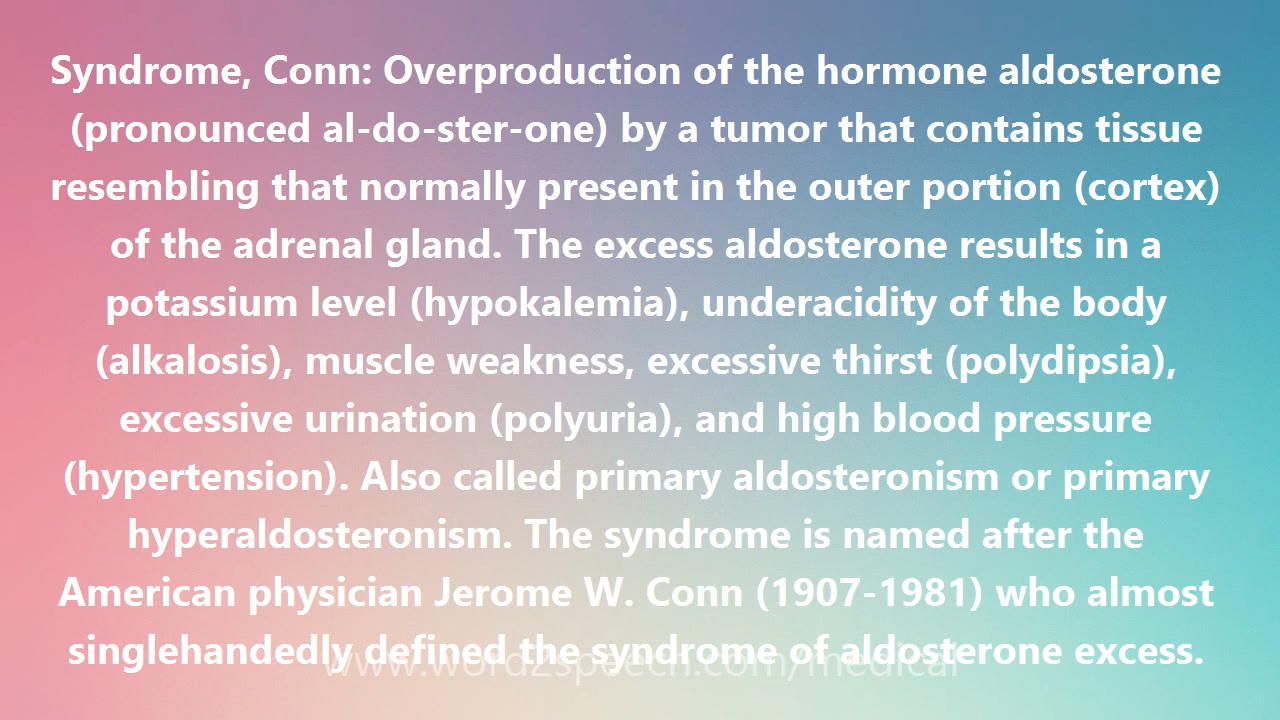 Syndrome, Conn: Overproduction of the hormone aldosterone
(pronounced al-do-ster-one) by a tumor that contains tissue
resembling that normally present in the outer portion (cortex)
of the adrenal gland. The excess aldosterone results in a
potassium level (hypokalemia), underacidity of the body
(alkalosis), muscle weakness, excessive thirst (polydipsia),
excessive urination (polyuria), and high blood pressure
(hypertension). Also called primary aldosteronism or primary
hyperaldosteronism. The syndrome is named after the
American physician Jerome W. Conn (1907-1981) who almost
singlehandedly defined the syndrome of aldosterone excess.
www.word2speech.com/medical